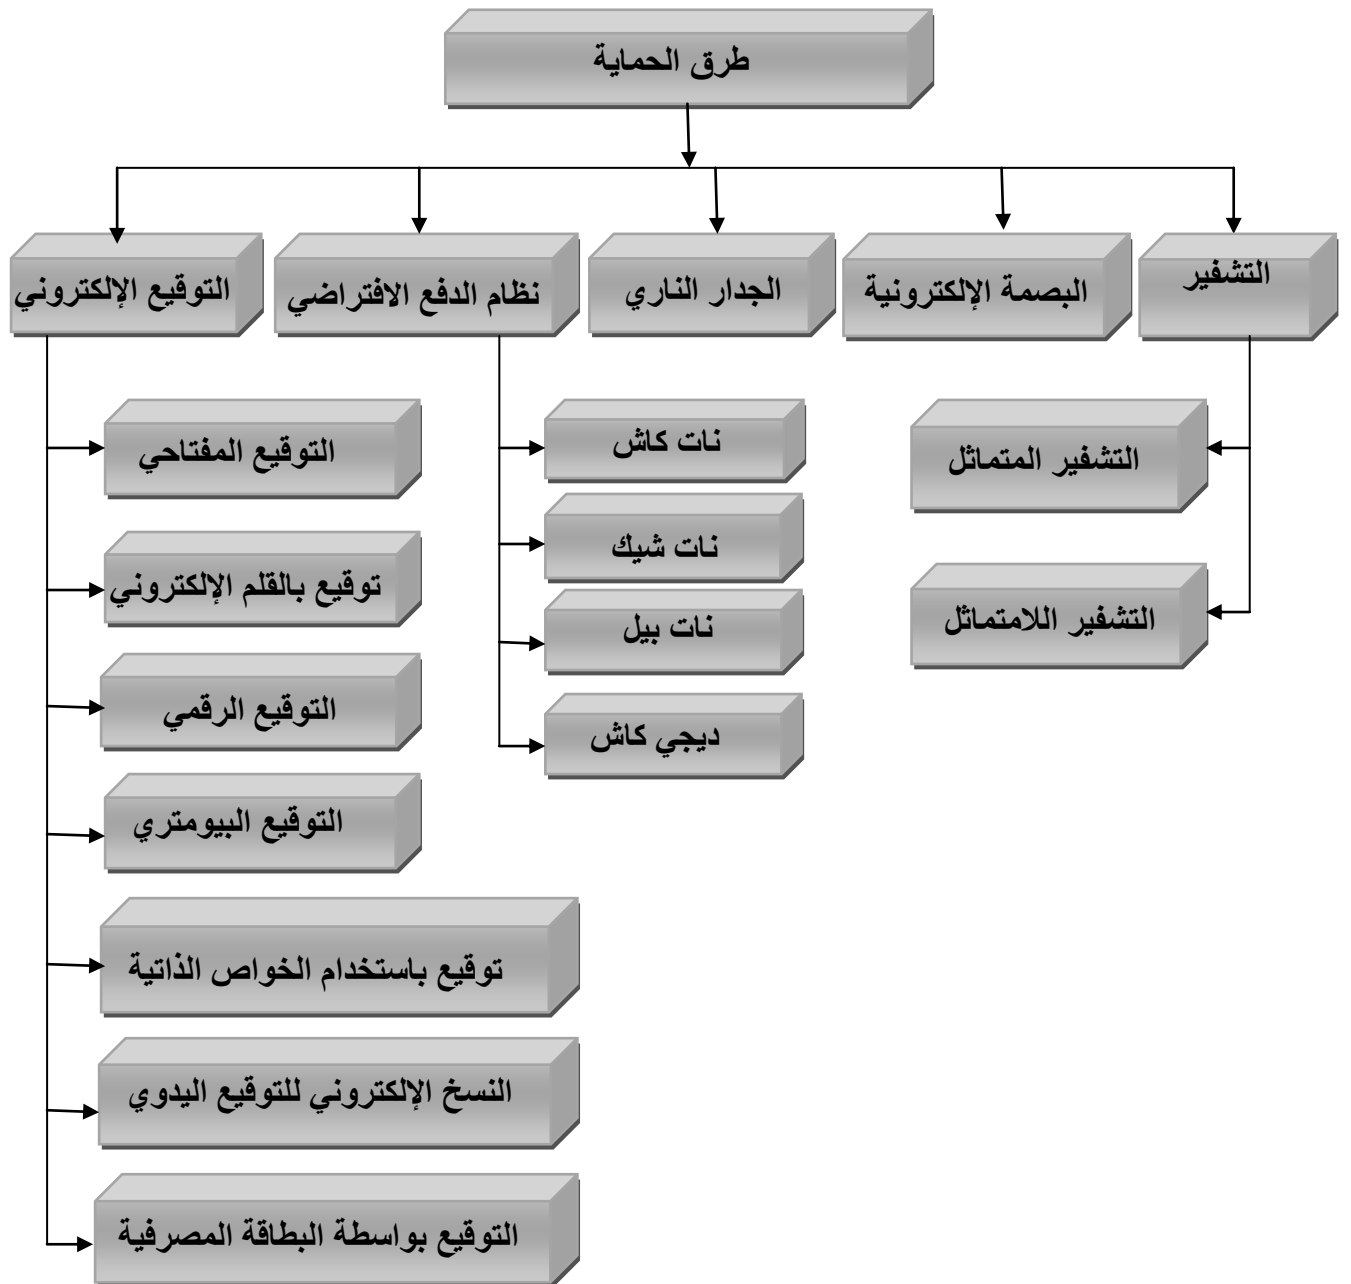 طرق الحماية
التشفير
البصمة الإلكترونية
الجدار الناري
نظام الدفع الافتراضي
التوقيع الإلكتروني
التشفير المتماثل
التشفير اللامتماثل
نات كاش
نات شيك
نات بيل
ديجي كاش
التوقيع المفتاحي
توقيع بالقلم الإلكتروني
التوقيع الرقمي
التوقيع البيومتري
توقيع باستخدام الخواص الذاتية
النسخ الإلكتروني للتوقيع اليدوي
التوقيع بواسطة البطاقة المصرفية